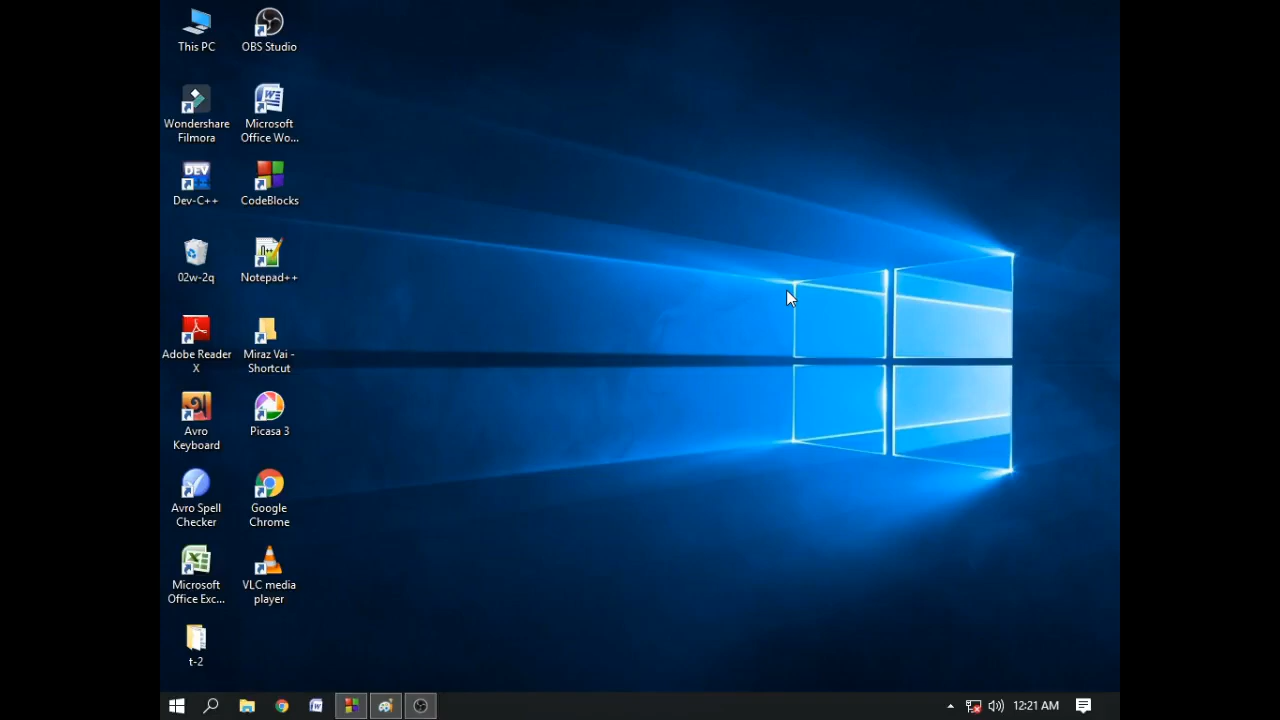 This PC
OBS Studio
Wondershare
Filmora
Microsoft
Office Wo...
DEV
Dev-C++
CodeBlocks
02w-2q
Notepad++
Adobe Reader
X
Miraz Vai -
Shortcut
অ
Avro
Keyboard
Picasa 3
Avro Spell
Checker
Google
Chrome
Microsoft
Office Exc...
VLC media
player
t-2
12:21 AM